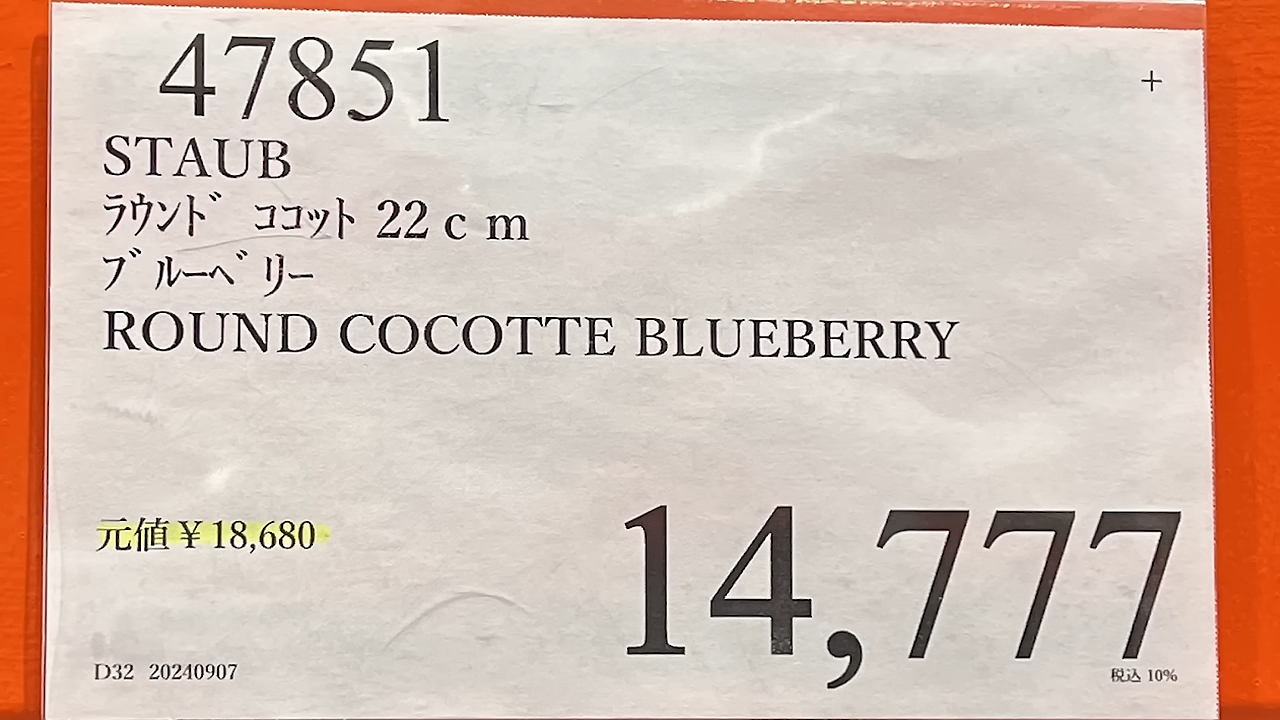 47851
+
STAUB
ﾗｳﾝﾄﾞ ｺｺｯﾄ 22ｃｍ
ﾌﾞﾙｰﾍﾞﾘｰ
ROUND COCOTTE BLUEBERRY
元値￥18,680
14,777
D32 20240907
税込 10%